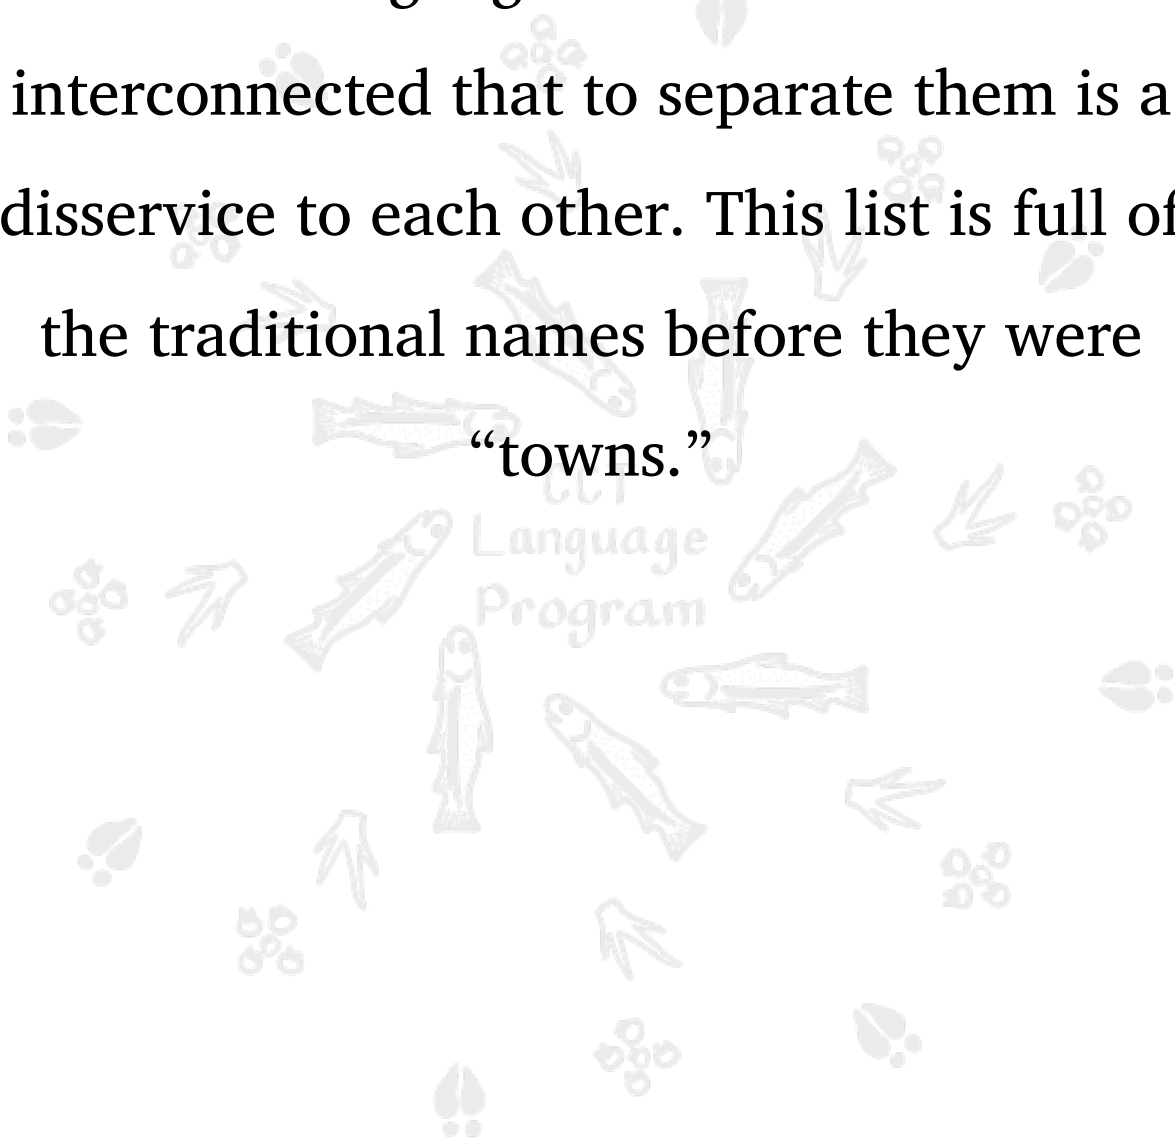 interconnected that to separate them is a
disservice to each other. This list is full of
the traditional names before they were
“towns.”
CCT
Language
Program